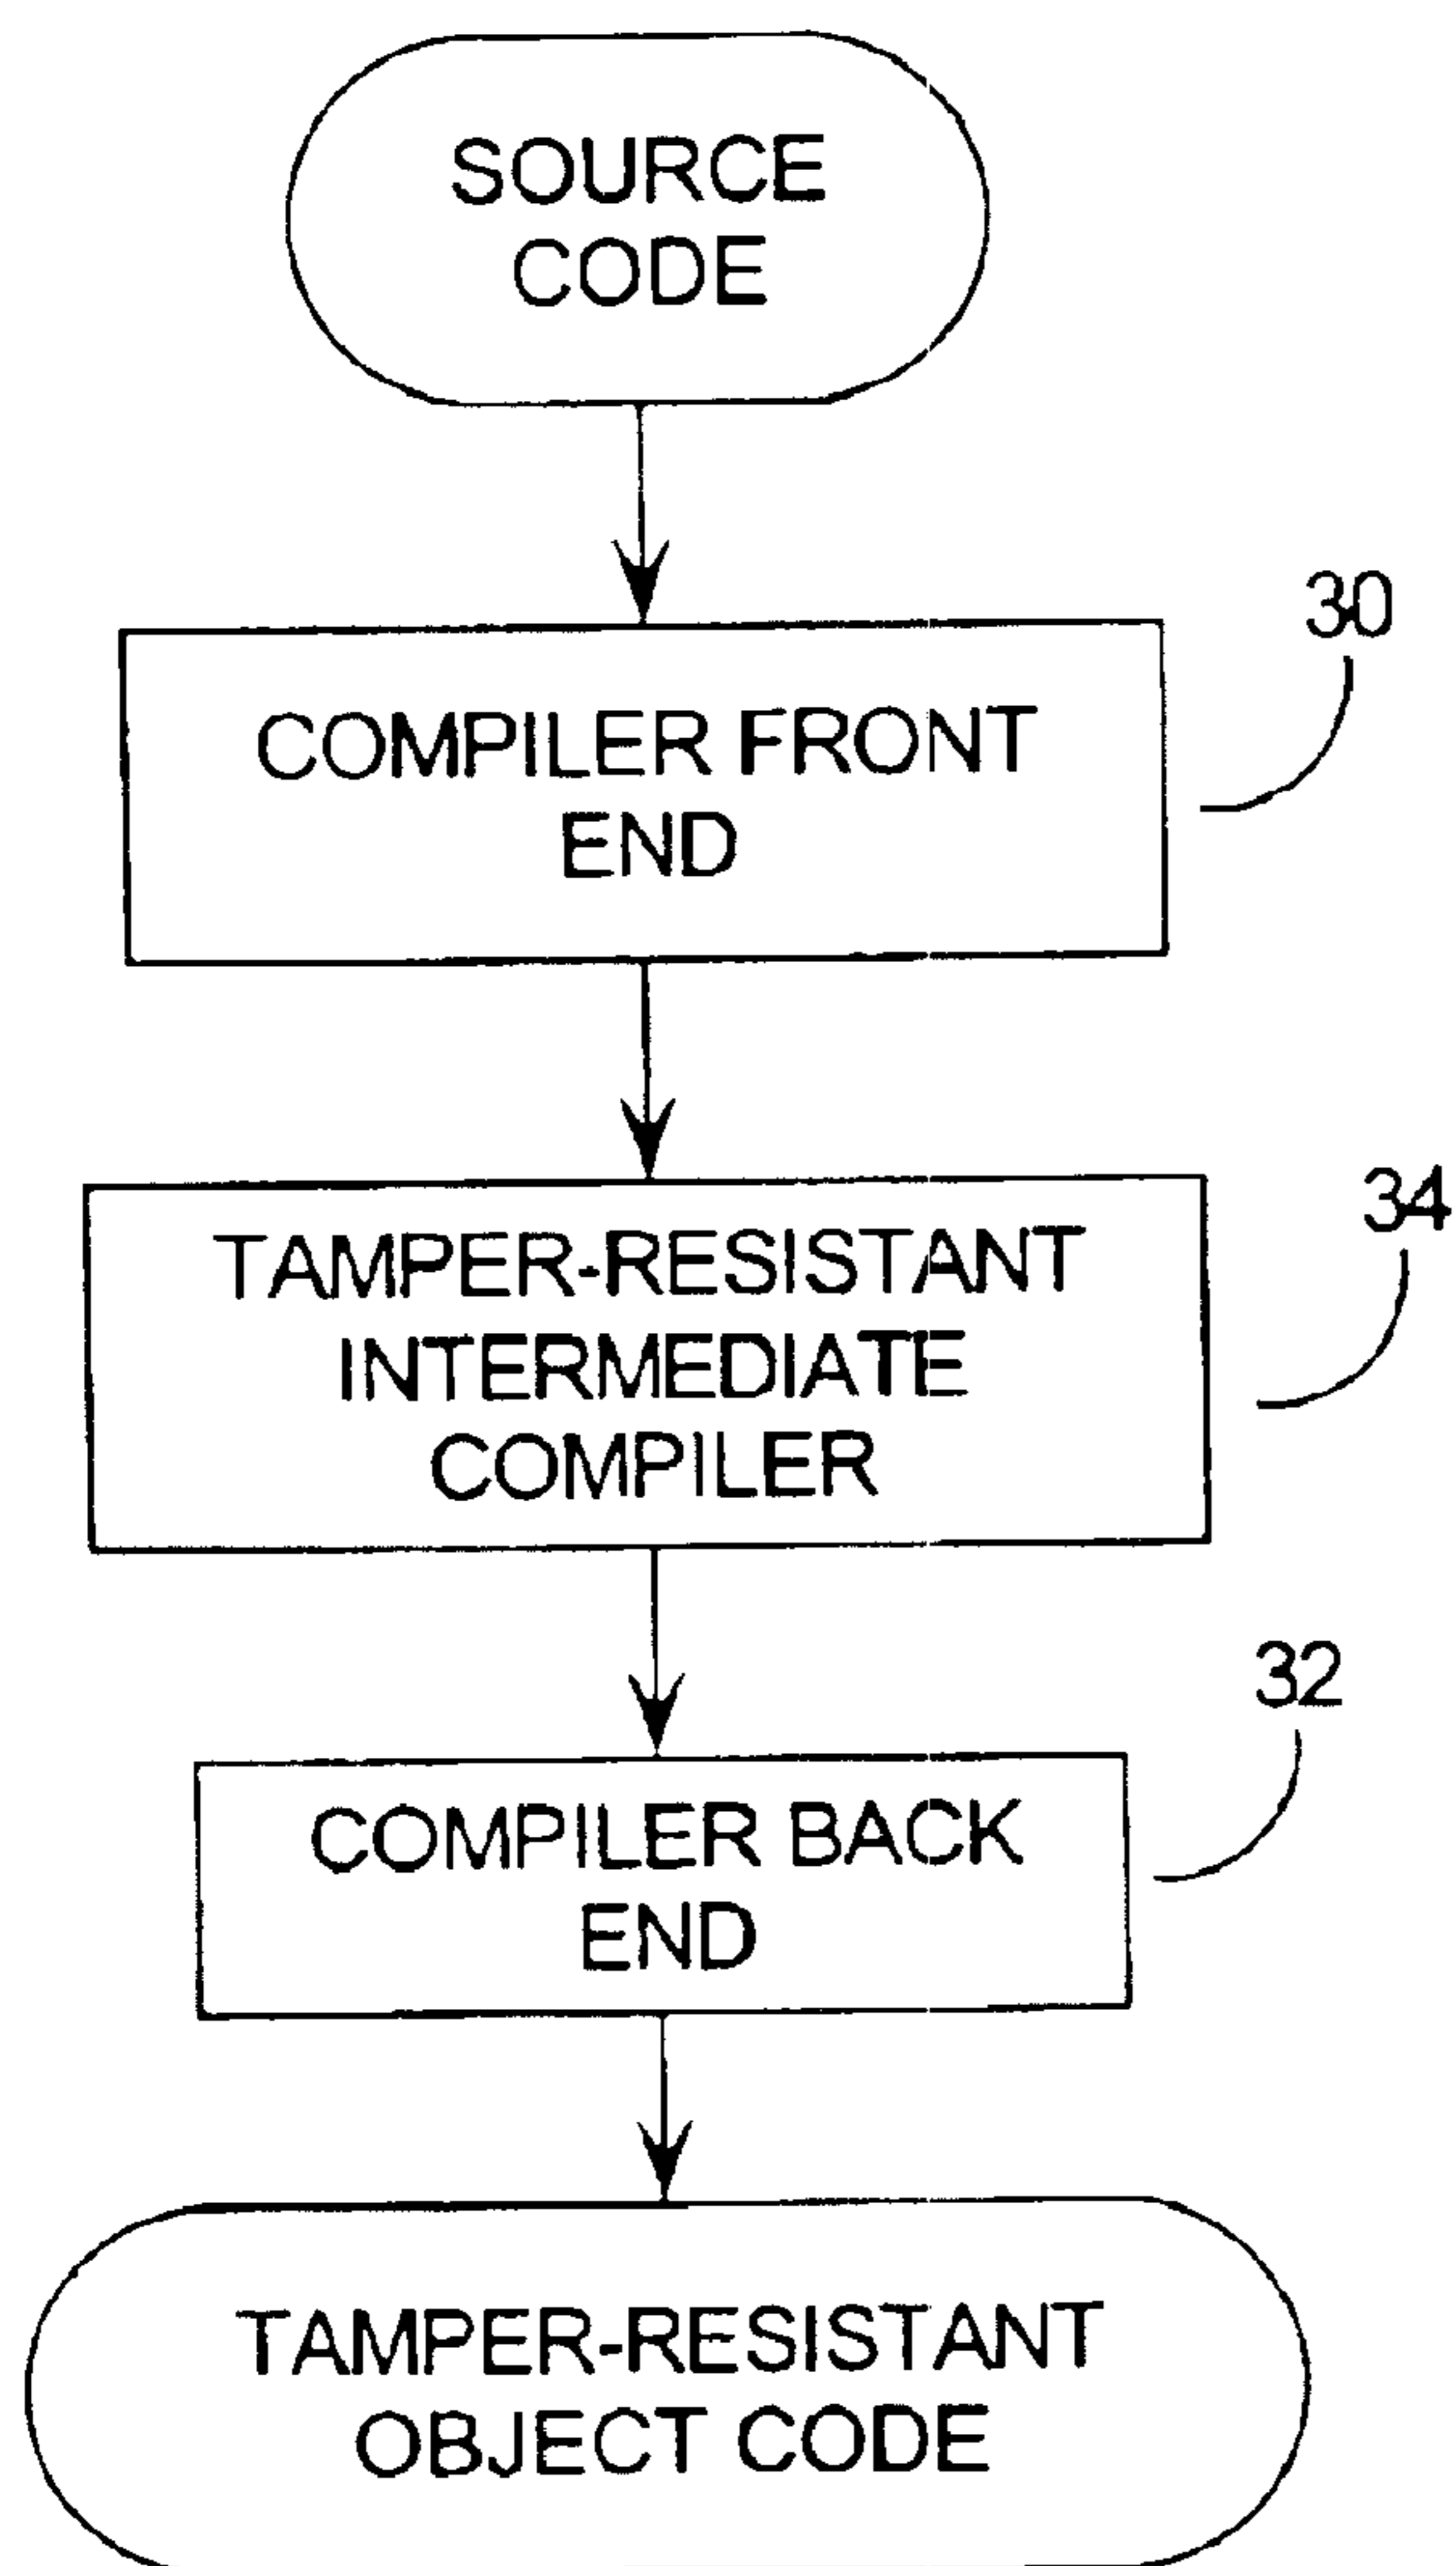 SOURCE
CODE
30
COMPILER FRONT
END
34
TAMPER-RESISTANT
INTERMEDIATE
COMPILER
32
COMPILER BACK
END
TAMPER-RESISTANT
OBJECT CODE